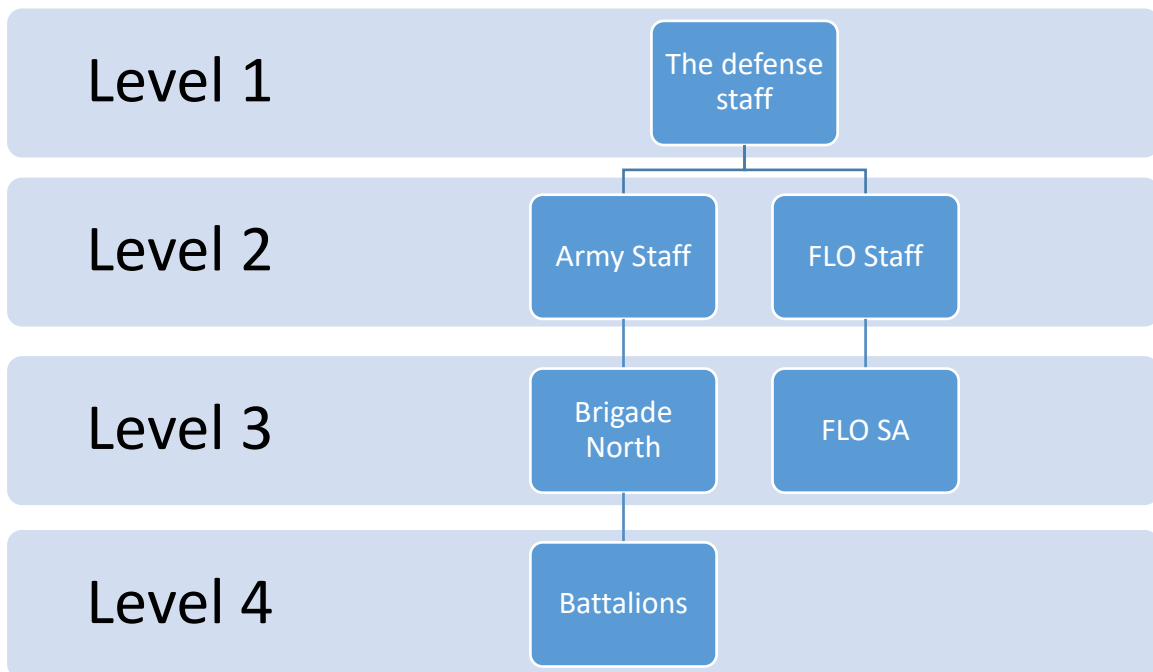 Level 1
The defense
staff
Level 2
Army Staff
FLO Staff
Level 3
Brigade
North
FLO SA
Level 4
Battalions